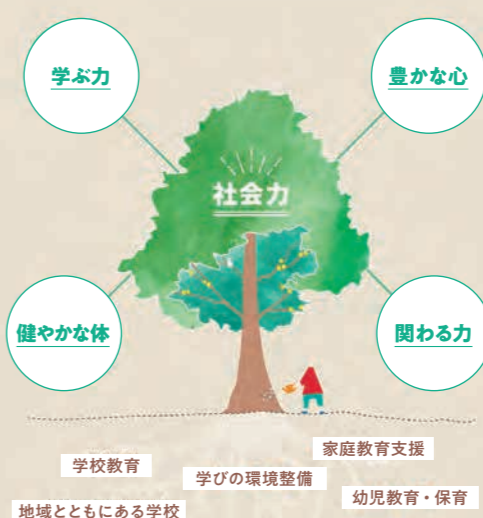 学ぶ力
豊かな心
社会力
健やかな体
関わる力
家庭教育支援
学校教育
学びの環境整備
幼児教育・保育
地域とともにある学校